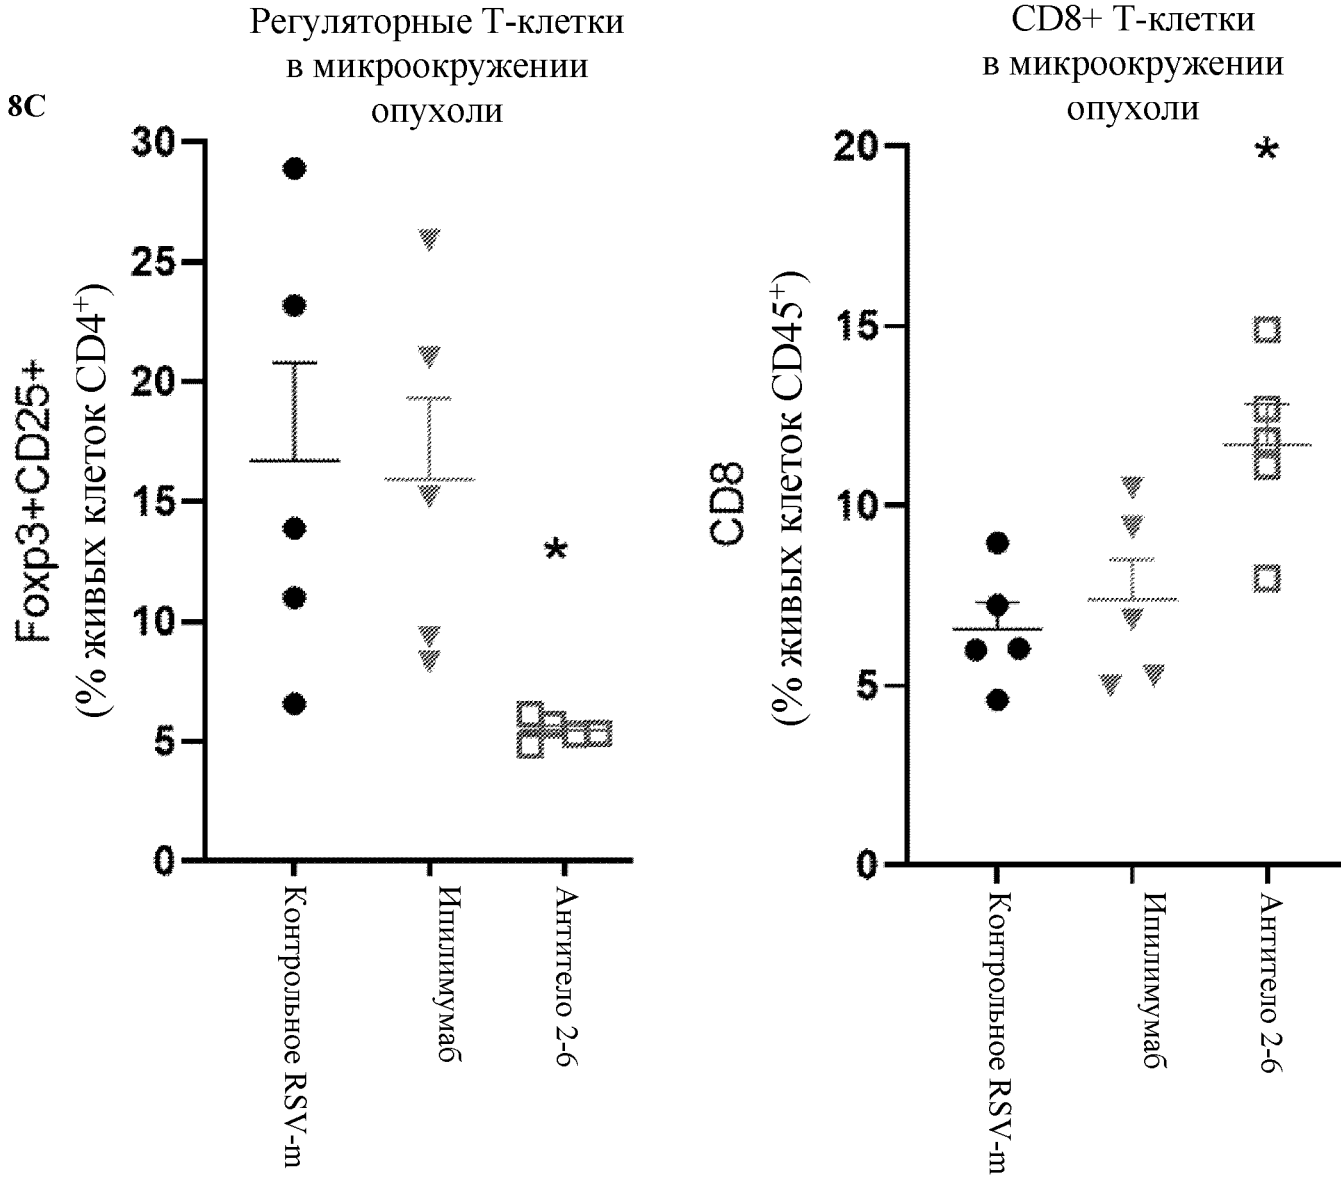 8C
Регуляторные Т-клетки
в микроокружении
опухоли
Foxp3+CD25+
(% живых клеток CD4⁺)
30
25
20
15
10
5
0
*
Контрольное RSV-m
Ипилимумаб
Антитело 2-6
CD8+ Т-клетки
в микроокружении
опухоли
CD8
(% живых клеток CD45⁺)
20
15
10
5
0
*
Контрольное RSV-m
Ипилимумаб
Антитело 2-6